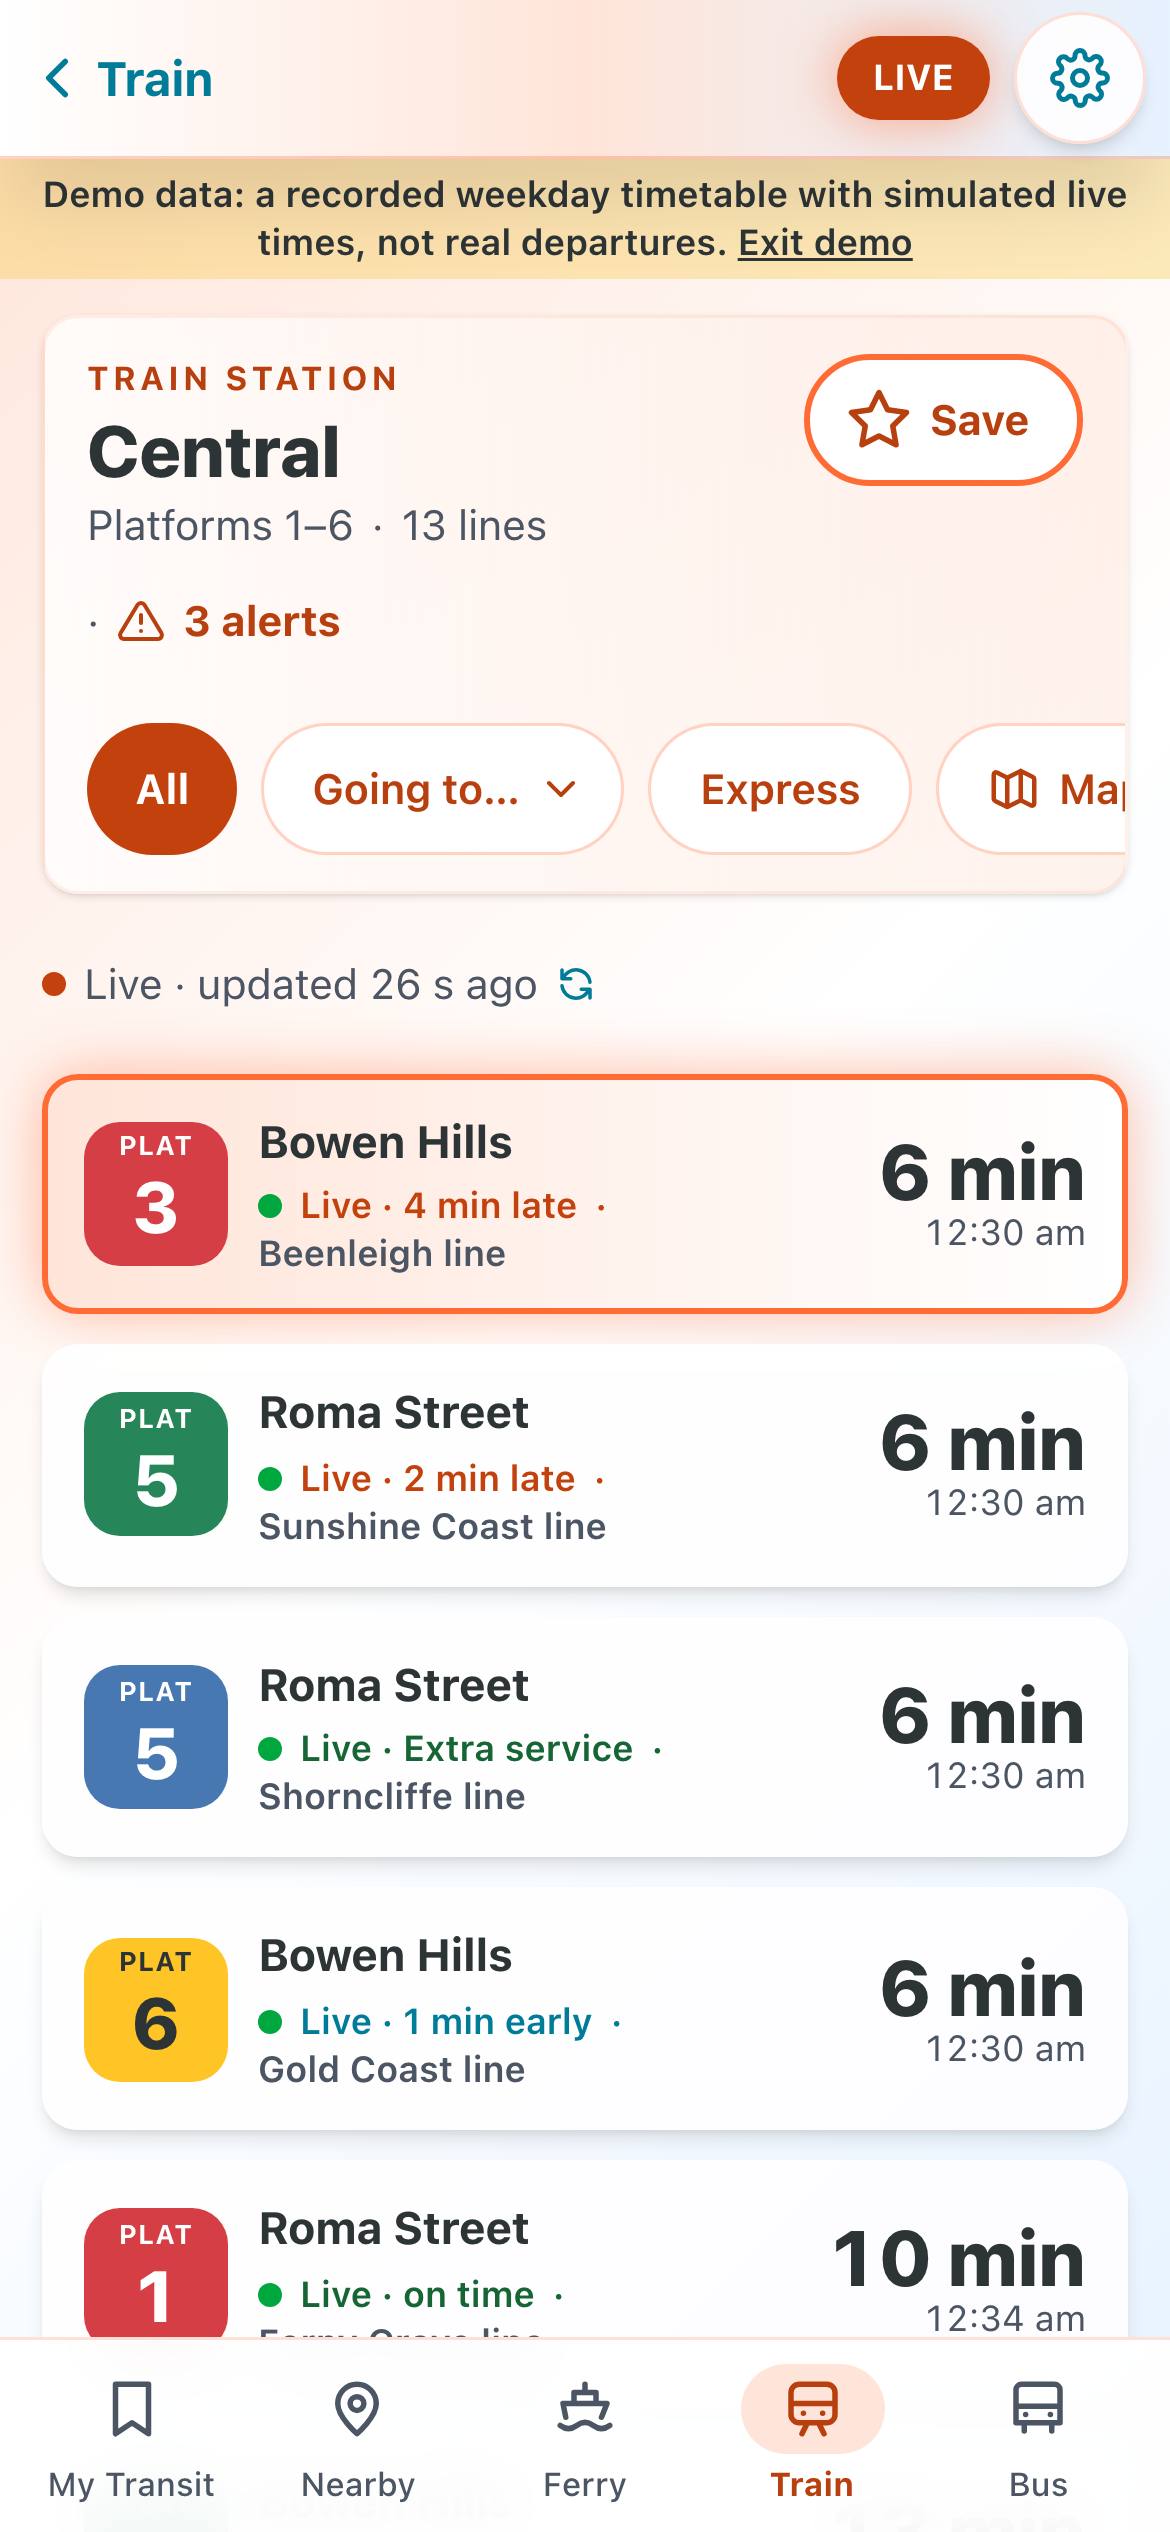 Train
LIVE
Demo data: a recorded weekday timetable with simulated live
times, not real departures. Exit demo
TRAIN STATION
Save
Central
Platforms 1–6 · 13 lines
· 3 alerts
All
Going to...
Express
Map
Live · updated 26 s ago
PLAT
3
Bowen Hills
Live · 4 min late ·
Beenleigh line
6 min
12:30 am
PLAT
5
Roma Street
Live · 2 min late ·
Sunshine Coast line
6 min
12:30 am
PLAT
5
Roma Street
Live · Extra service ·
Shorncliffe line
6 min
12:30 am
PLAT
6
Bowen Hills
Live · 1 min early ·
Gold Coast line
6 min
12:30 am
PLAT
1
Roma Street
Live · on time ·
Ferny Grove line
10 min
12:34 am
My Transit
Nearby
Ferry
Train
Bus